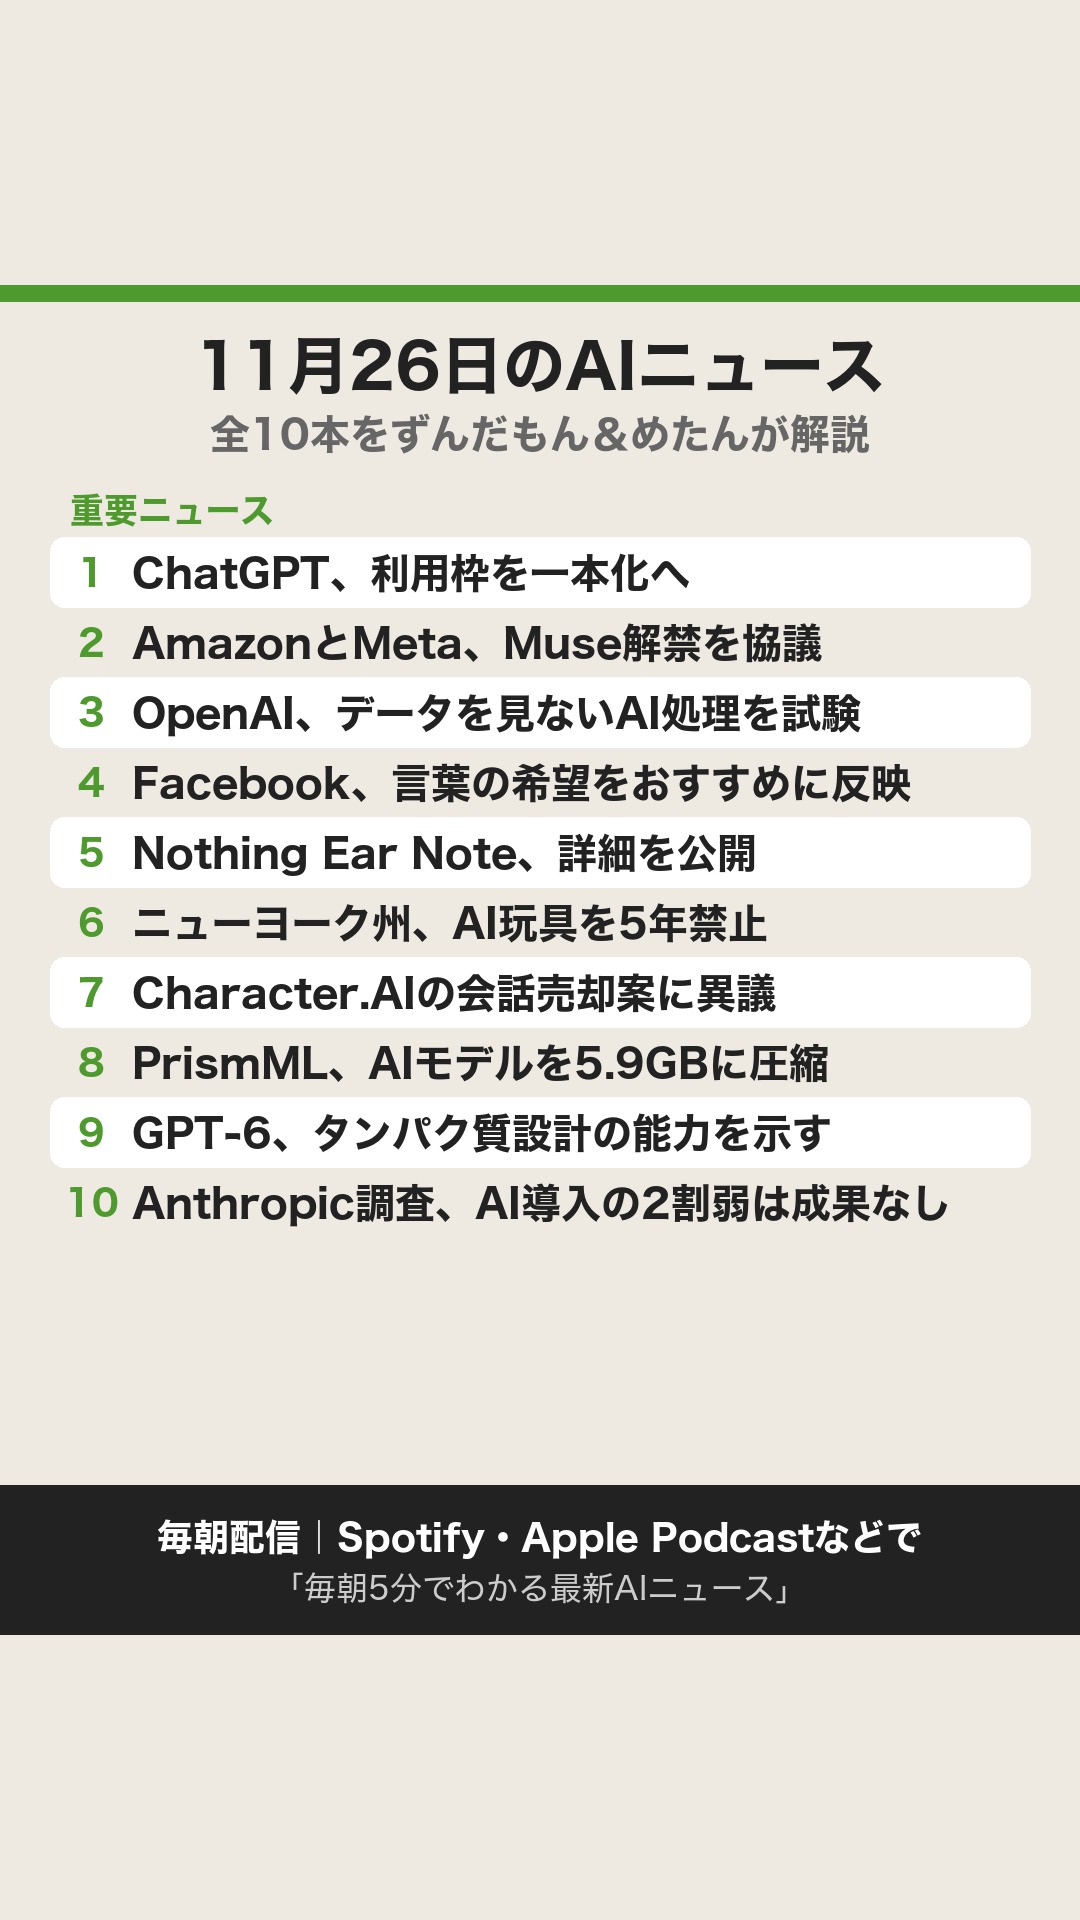 11月26日のAIニュース
全10本をずんだもん＆めたんが解説
重要ニュース
1 ChatGPT、利用枠を一本化へ
2 AmazonとMeta、Muse解禁を協議
3 OpenAI、データを見ないAI処理を試験
4 Facebook、言葉の希望をおすすめに反映
5 Nothing Ear Note、詳細を公開
6 ニューヨーク州、AI玩具を5年禁止
7 Character.AIの会話売却案に異議
8 PrismML、AIモデルを5.9GBに圧縮
9 GPT-6、タンパク質設計の能力を示す
10 Anthropic調査、AI導入の2割弱は成果なし
毎朝配信｜Spotify・Apple Podcastなどで
「毎朝5分でわかる最新AIニュース」